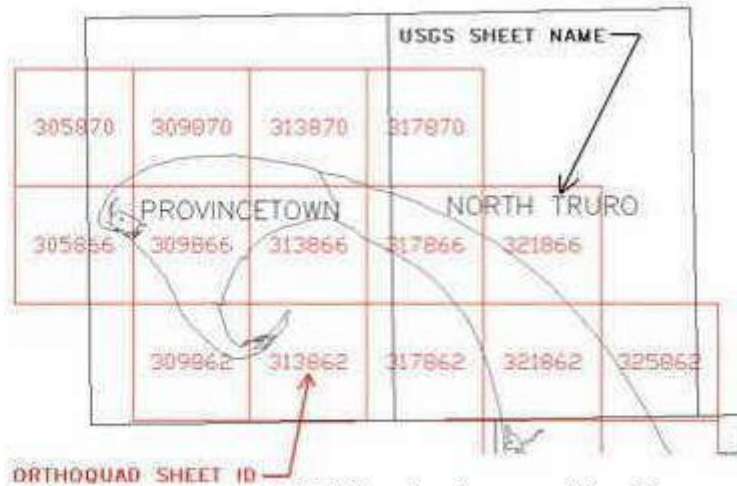 USGS SHEET NAME
305870 309870 313870 317870
PROVINCETOWN NORTH TRURO
305866 309866 313866 317866 321866
309862 313862 317862 321862 325862
ORTHOQUAD SHEET ID